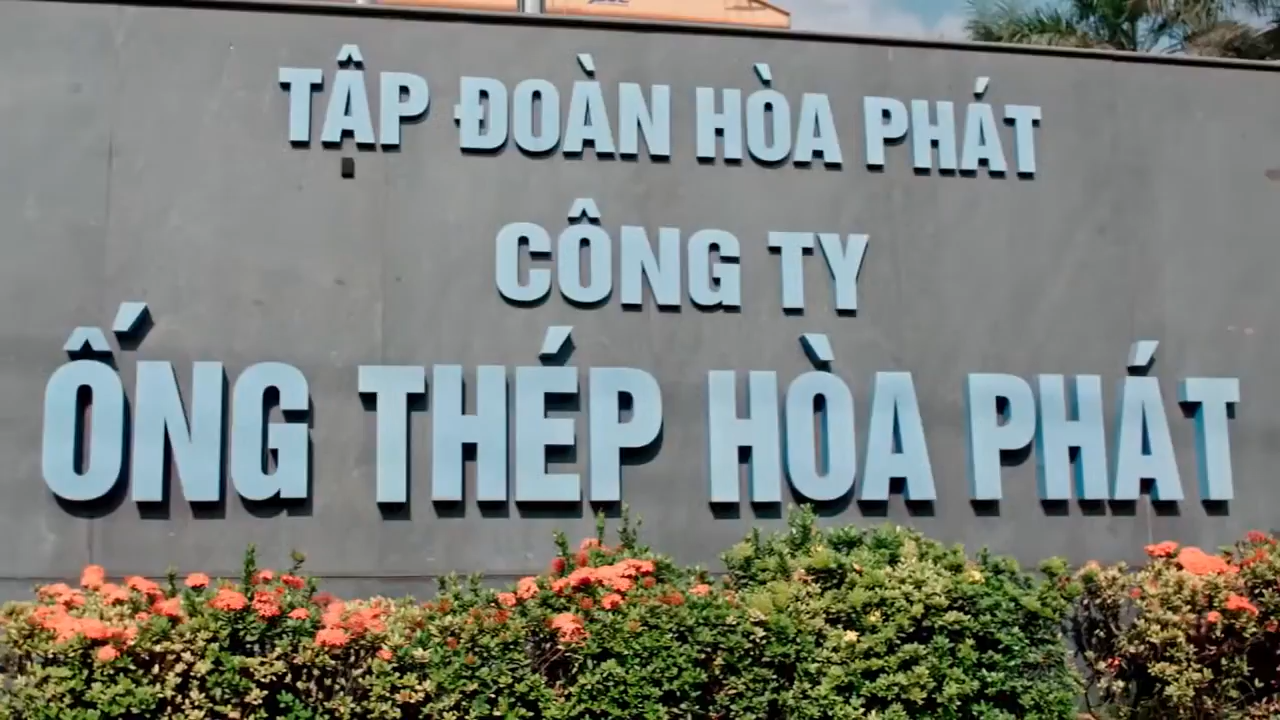 TẬP ĐOÀN HÒA PHÁT
CÔNG TY
ỐNG THÉP HÒA PHÁT